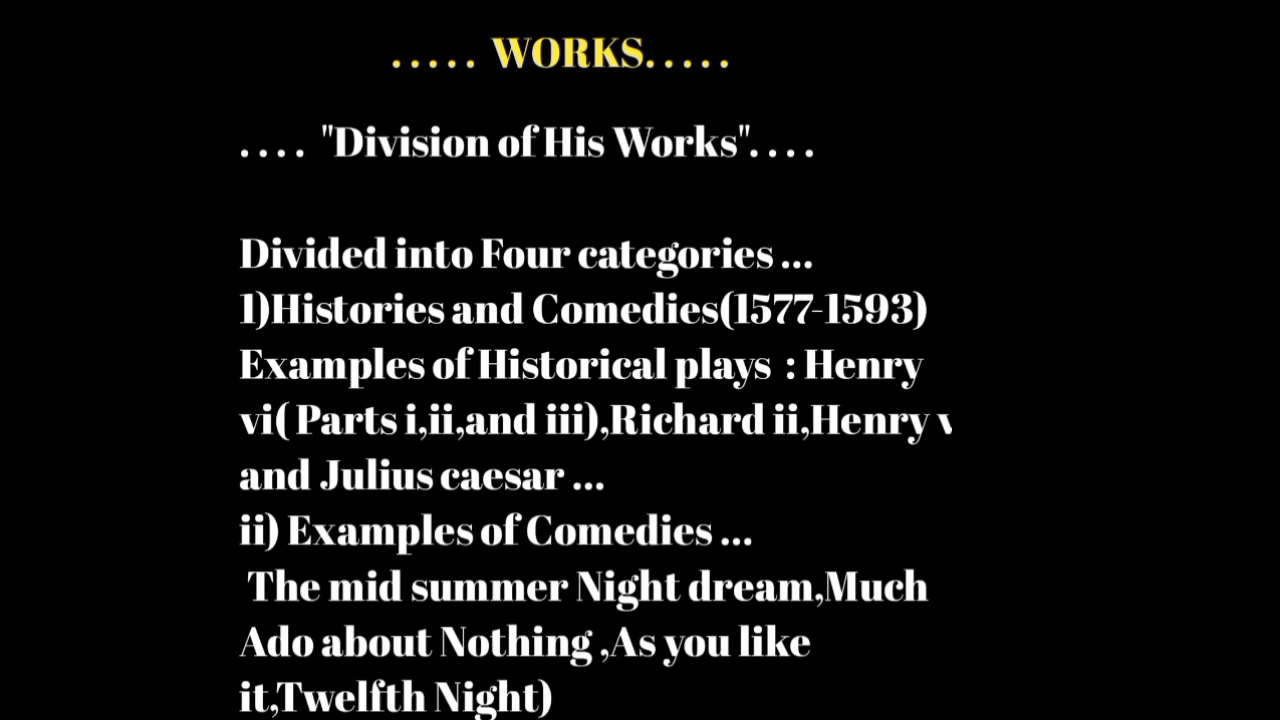 ..... WORKS.....
.... "Division of His Works"....
Divided into Four categories ...
1)Histories and Comedies(1577-1593)
Examples of Historical plays : Henry
vi( Parts i,ii,and iii),Richard ii,Henry v
and Julius caesar ...
ii) Examples of Comedies ...
The mid summer Night dream,Much
Ado about Nothing ,As you like
it,Twelfth Night)